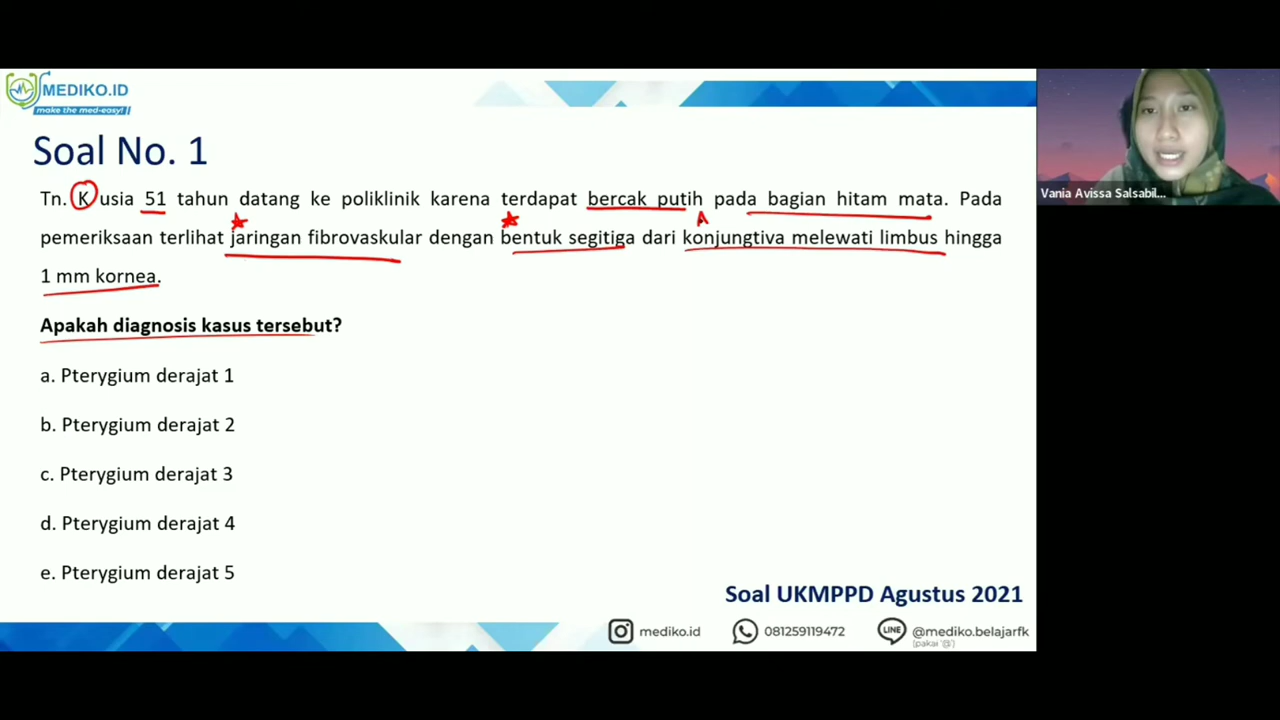 MEDIKO.ID
make the med-easy!
Soal No. 1
Tn. K usia 51 tahun datang ke poliklinik karena terdapat bercak putih pada bagian hitam mata. Pada
pemeriksaan terlihat jaringan fibrovaskular dengan bentuk segitiga dari konjungtiva melewati limbus hingga
1 mm kornea.
Apakah diagnosis kasus tersebut?
a. Pterygium derajat 1
b. Pterygium derajat 2
c. Pterygium derajat 3
d. Pterygium derajat 4
e. Pterygium derajat 5
Soal UKMPPD Agustus 2021
mediko.id
081259119472
LINE
@mediko.belajarfk
(pakai '@')
Vania Avissa Salsabil...